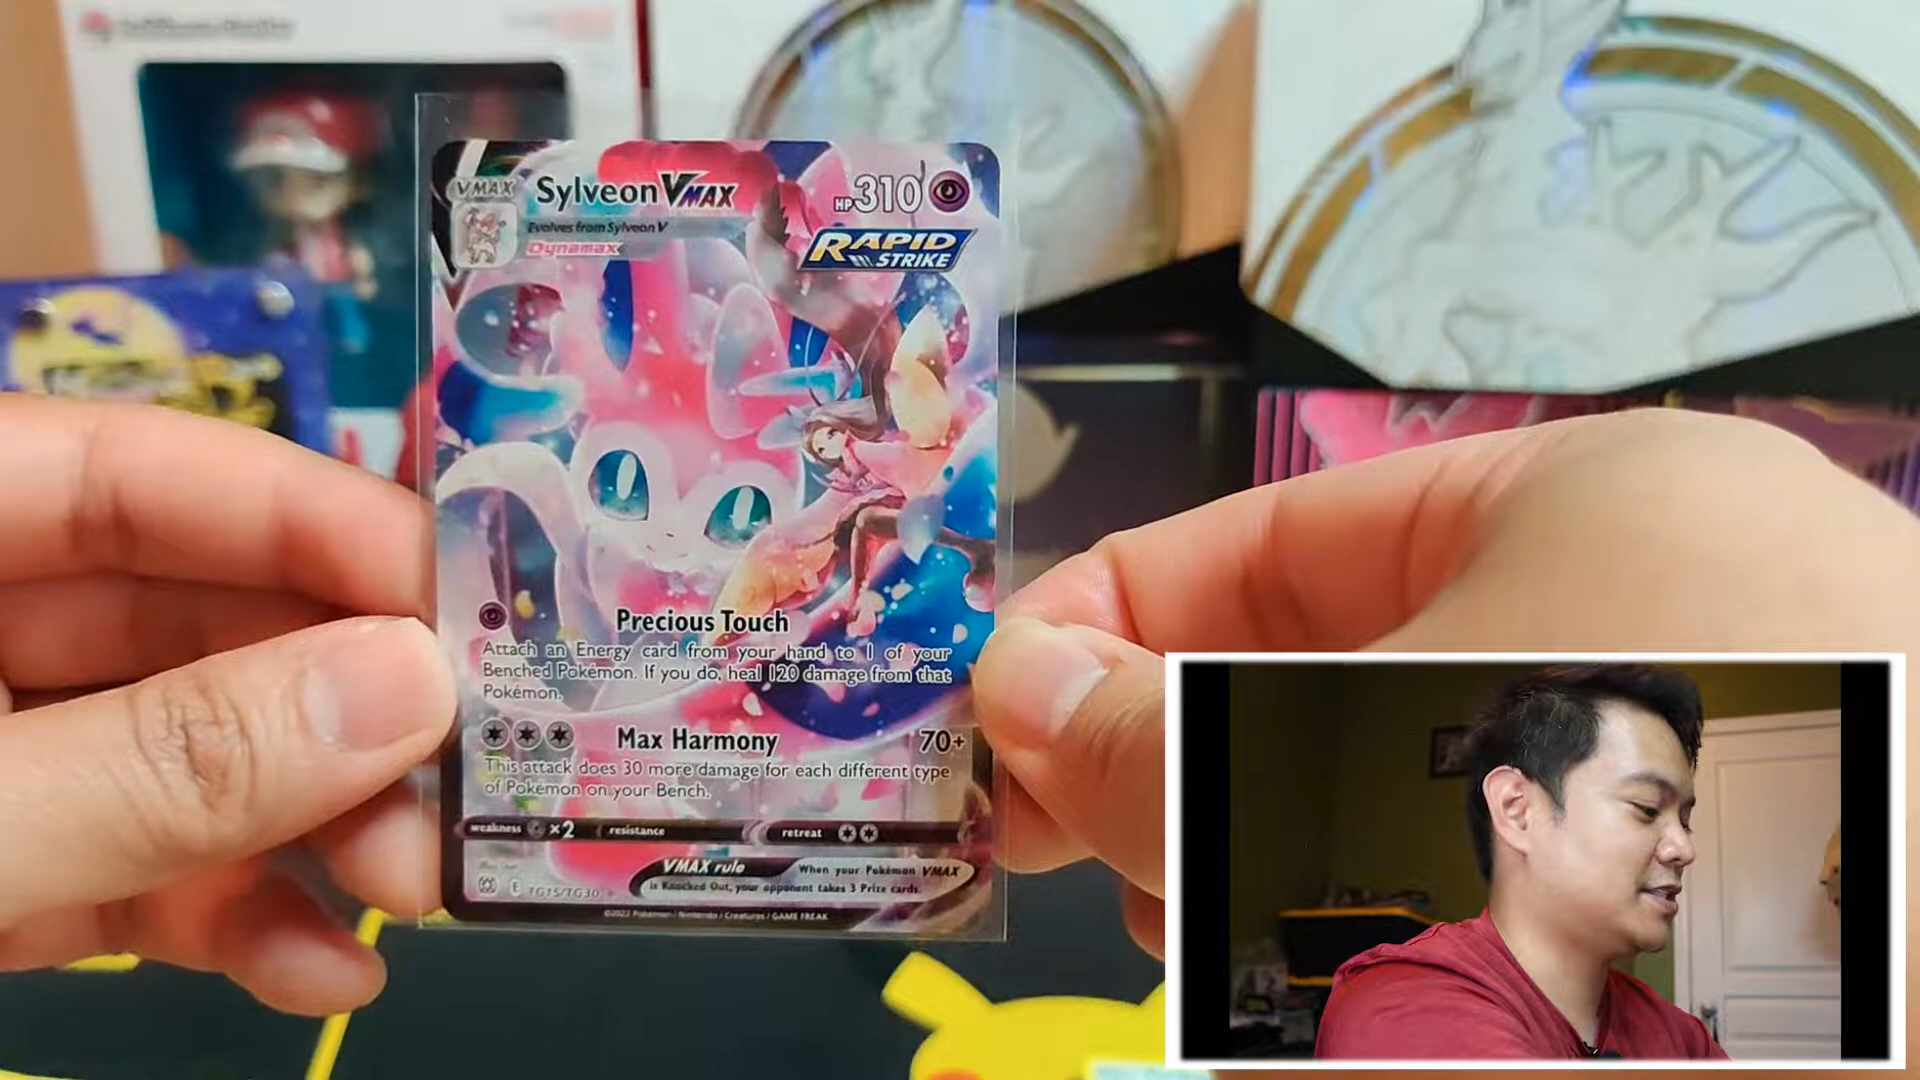 VMAX
Sylveon VMAX
HP 310
Evolves from Sylveon V
Dynamax
RAPID
STRIKE
Precious Touch
Attach an Energy card from your hand to 1 of your
Benched Pokémon. If you do, heal 120 damage from that
Pokémon.
Max Harmony 70+
This attack does 30 more damage for each different type
of Pokémon on your Bench.
weakness ×2 resistance retreat
VMAX rule When your Pokémon VMAX
is Knocked Out, your opponent takes 3 Prize cards.
E TG15/TG30
©2022 Pokémon / Nintendo / Creatures / GAME FREAK